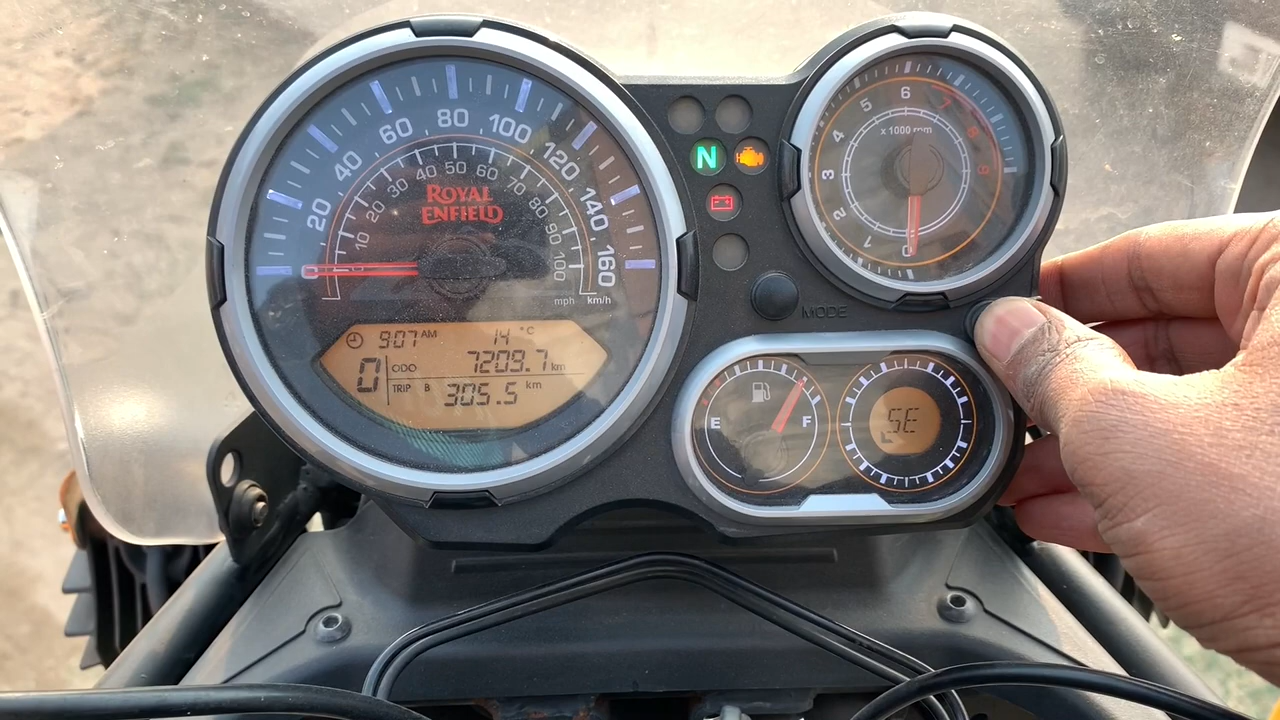 20 40 60 80 100 120 140 160
10 20 30 40 50 60 70 80 90 100
ROYAL
ENFIELD
mph km/h
907 AM 14 °C
0 ODO 7209.7 km
TRIP B 305.5 km
N
MODE
0 1 2 3 4 5 6 7 8 9
x 1000 rpm
E F
SE